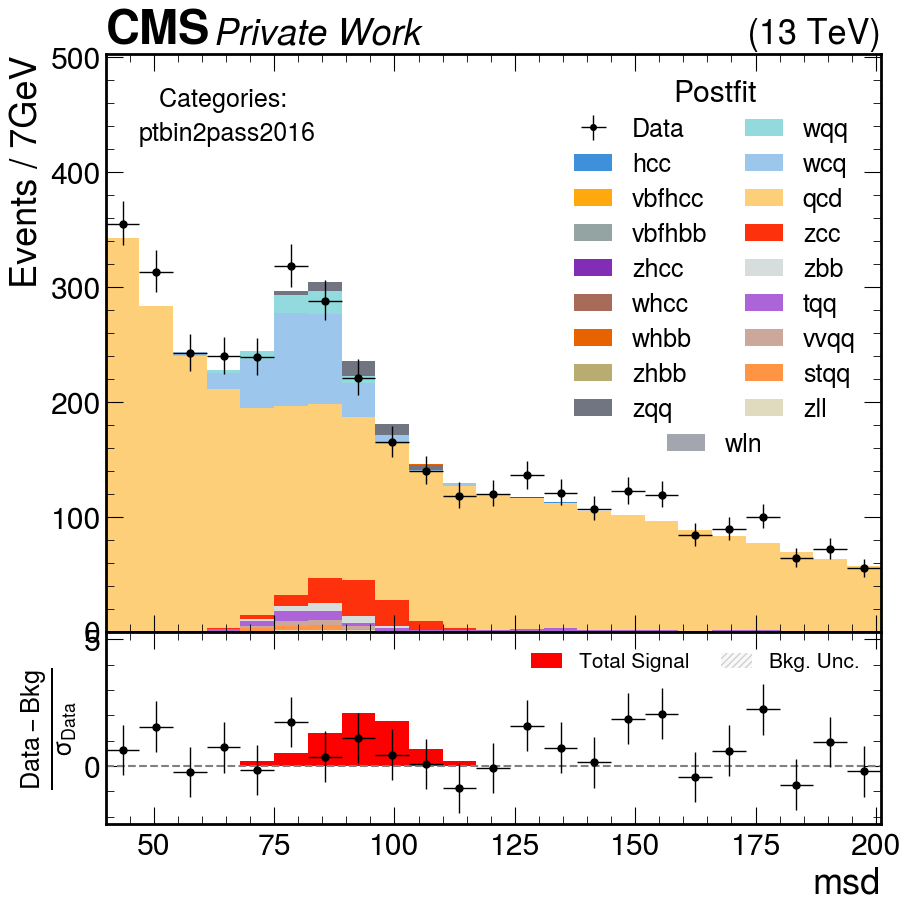 CMS Private Work (13 TeV)
Events / 7GeV
500
400
300
200
100
0
Categories:
ptbin2pass2016
Postfit
Data
hcc
vbfhcc
vbfhbb
zhcc
whcc
whbb
zhbb
zqq
wqq
wcq
qcd
zcc
zbb
tqq
vvqq
stqq
zll
wln
Data – Bkg
σData
5
0
Total Signal
Bkg. Unc.
50 75 100 125 150 175 200
msd